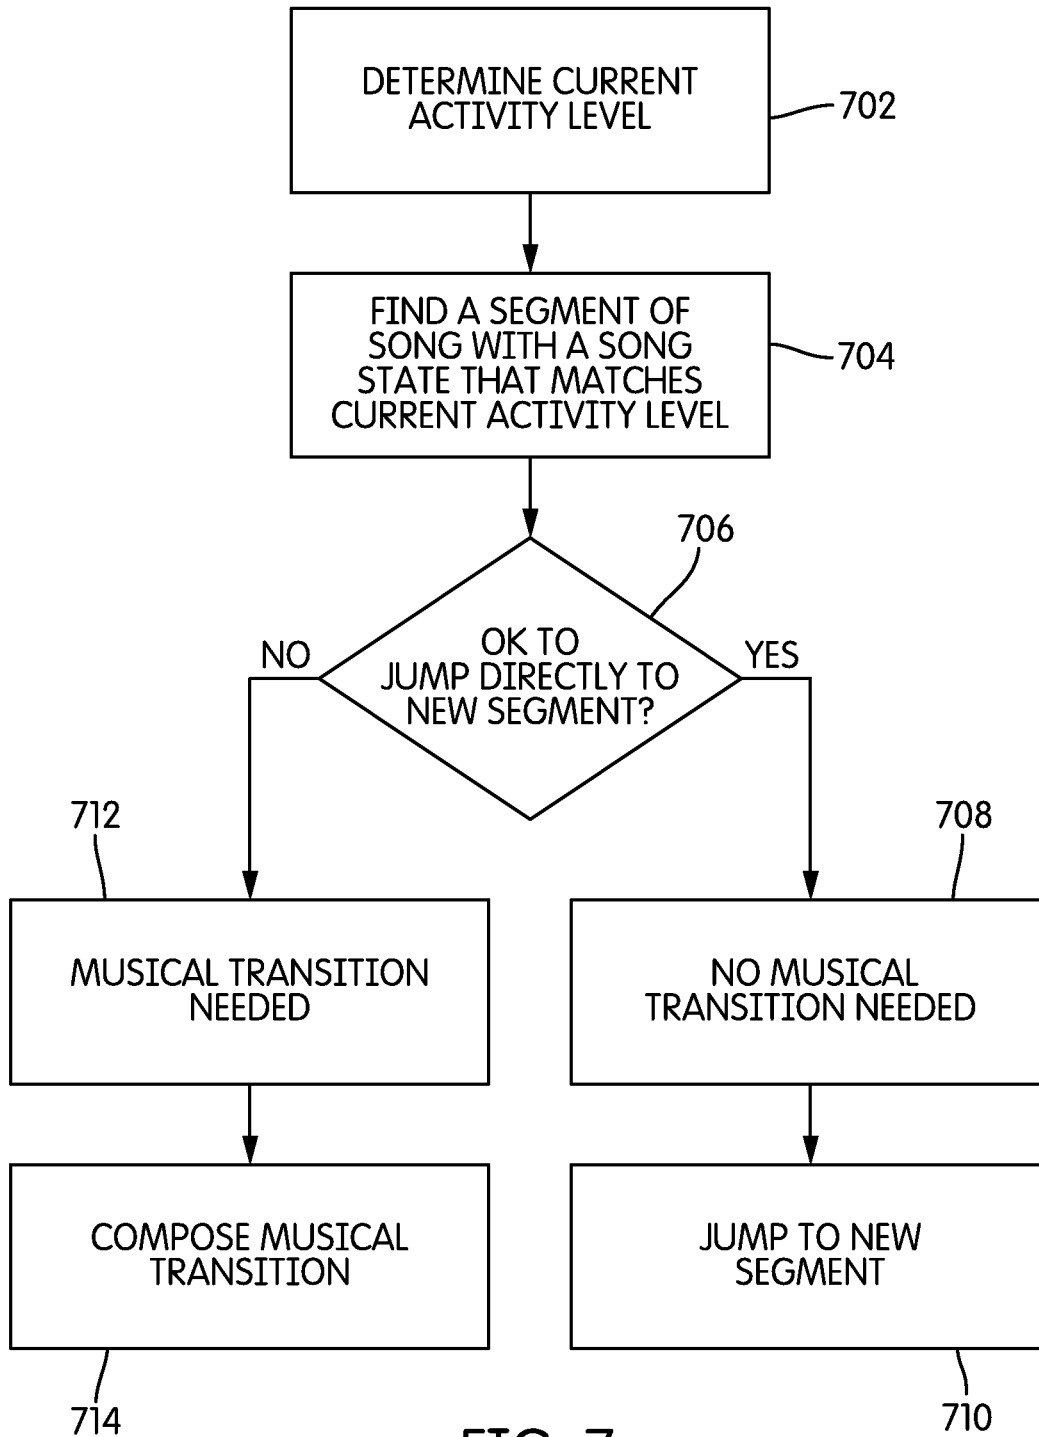 DETERMINE CURRENT
ACTIVITY LEVEL
702
FIND A SEGMENT OF
SONG WITH A SONG
STATE THAT MATCHES
CURRENT ACTIVITY LEVEL
704
706
OK TO
JUMP DIRECTLY TO
NEW SEGMENT?
NO
YES
712
708
MUSICAL TRANSITION
NEEDED
NO MUSICAL
TRANSITION NEEDED
COMPOSE MUSICAL
TRANSITION
JUMP TO NEW
SEGMENT
714
710
FIG. 7